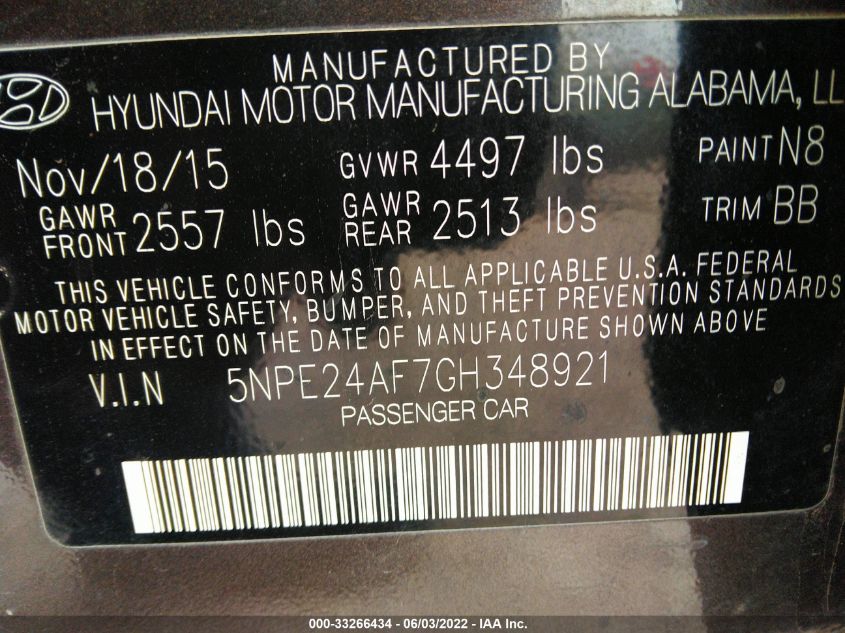 MANUFACTURED BY
HYUNDAI MOTOR MANUFACTURING ALABAMA, LL
Nov/18/15 GVWR 4497 lbs PAINT N8
GAWR FRONT 2557 lbs GAWR REAR 2513 lbs TRIM BB
THIS VEHICLE CONFORMS TO ALL APPLICABLE U.S.A. FEDERAL
MOTOR VEHICLE SAFETY, BUMPER, AND THEFT PREVENTION STANDARDS
IN EFFECT ON THE DATE OF MANUFACTURE SHOWN ABOVE
V.I.N 5NPE24AF7GH348921
PASSENGER CAR
000-33266434 - 06/03/2022 - IAA Inc.